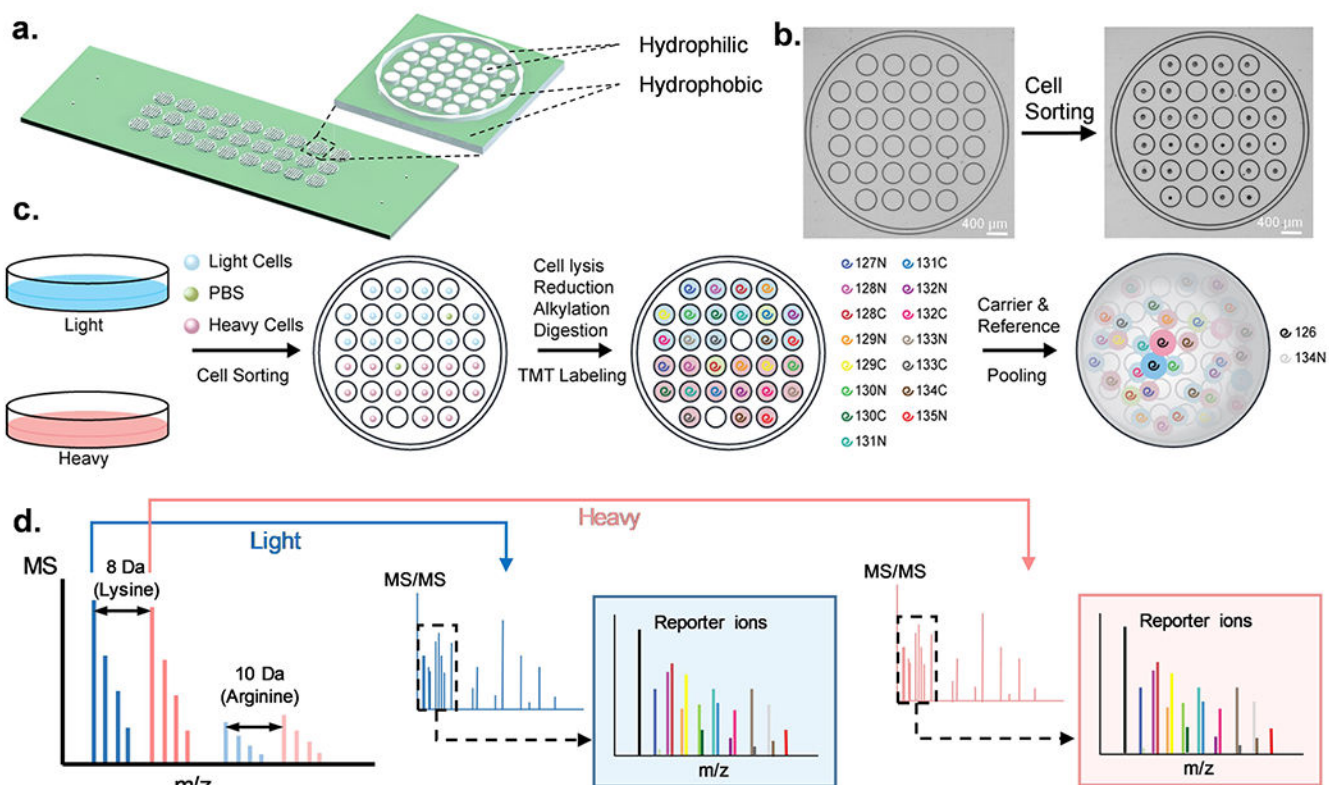 a.
Hydrophilic
Hydrophobic
b.
Cell
Sorting
400 µm
400 µm
c.
Light
Heavy
Light Cells
PBS
Heavy Cells
Cell Sorting
Cell lysis
Reduction
Alkylation
Digestion
TMT Labeling
127N
128N
128C
129N
129C
130N
130C
131N
131C
132N
132C
133N
133C
134C
135N
Carrier &
Reference
Pooling
126
134N
d.
Light
Heavy
MS
8 Da
(Lysine)
10 Da
(Arginine)
m/z
MS/MS
Reporter ions
m/z
MS/MS
Reporter ions
m/z